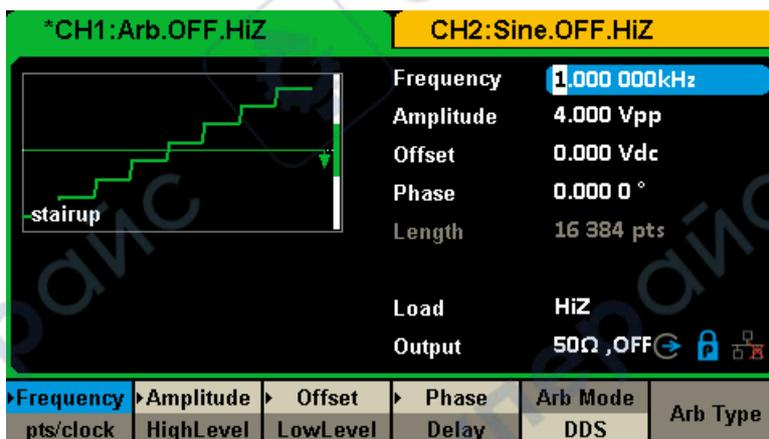 *CH1:Arb.OFF.HiZ CH2:Sine.OFF.HiZ
Frequency 1.000 000kHz
Amplitude 4.000 Vpp
Offset 0.000 Vdc
Phase 0.000 0 °
stairup
Length 16 384 pts
Load HiZ
Output 50Ω ,OFF
Frequency Amplitude Offset Phase Arb Mode Arb Type
pts/clock HighLevel LowLevel Delay DDS